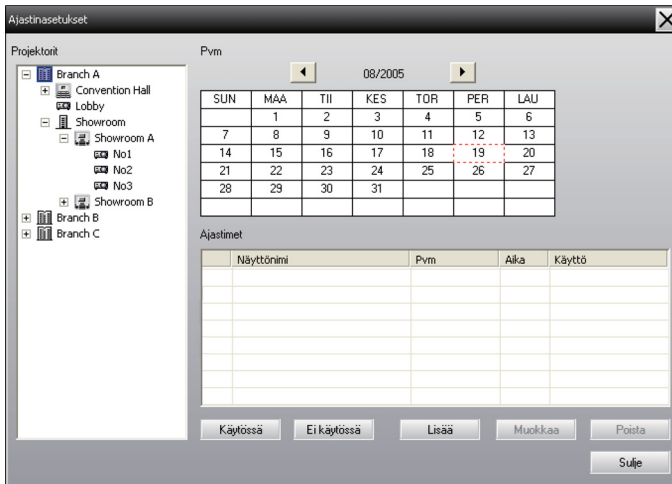 Ajastinasetukset
Projektorit
Branch A
Convention Hall
Lobby
Showroom
Showroom A
No1
No2
No3
Showroom B
Branch B
Branch C
Pvm
08/2005
SUN MAA TII KES TOR PER LAU
1 2 3 4 5 6
7 8 9 10 11 12 13
14 15 16 17 18 19 20
21 22 23 24 25 26 27
28 29 30 31
Ajastimet
Näyttönimi Pvm Aika Käyttö
Käytössä Ei käytössä Lisää Muokkaa Poista
Sulje